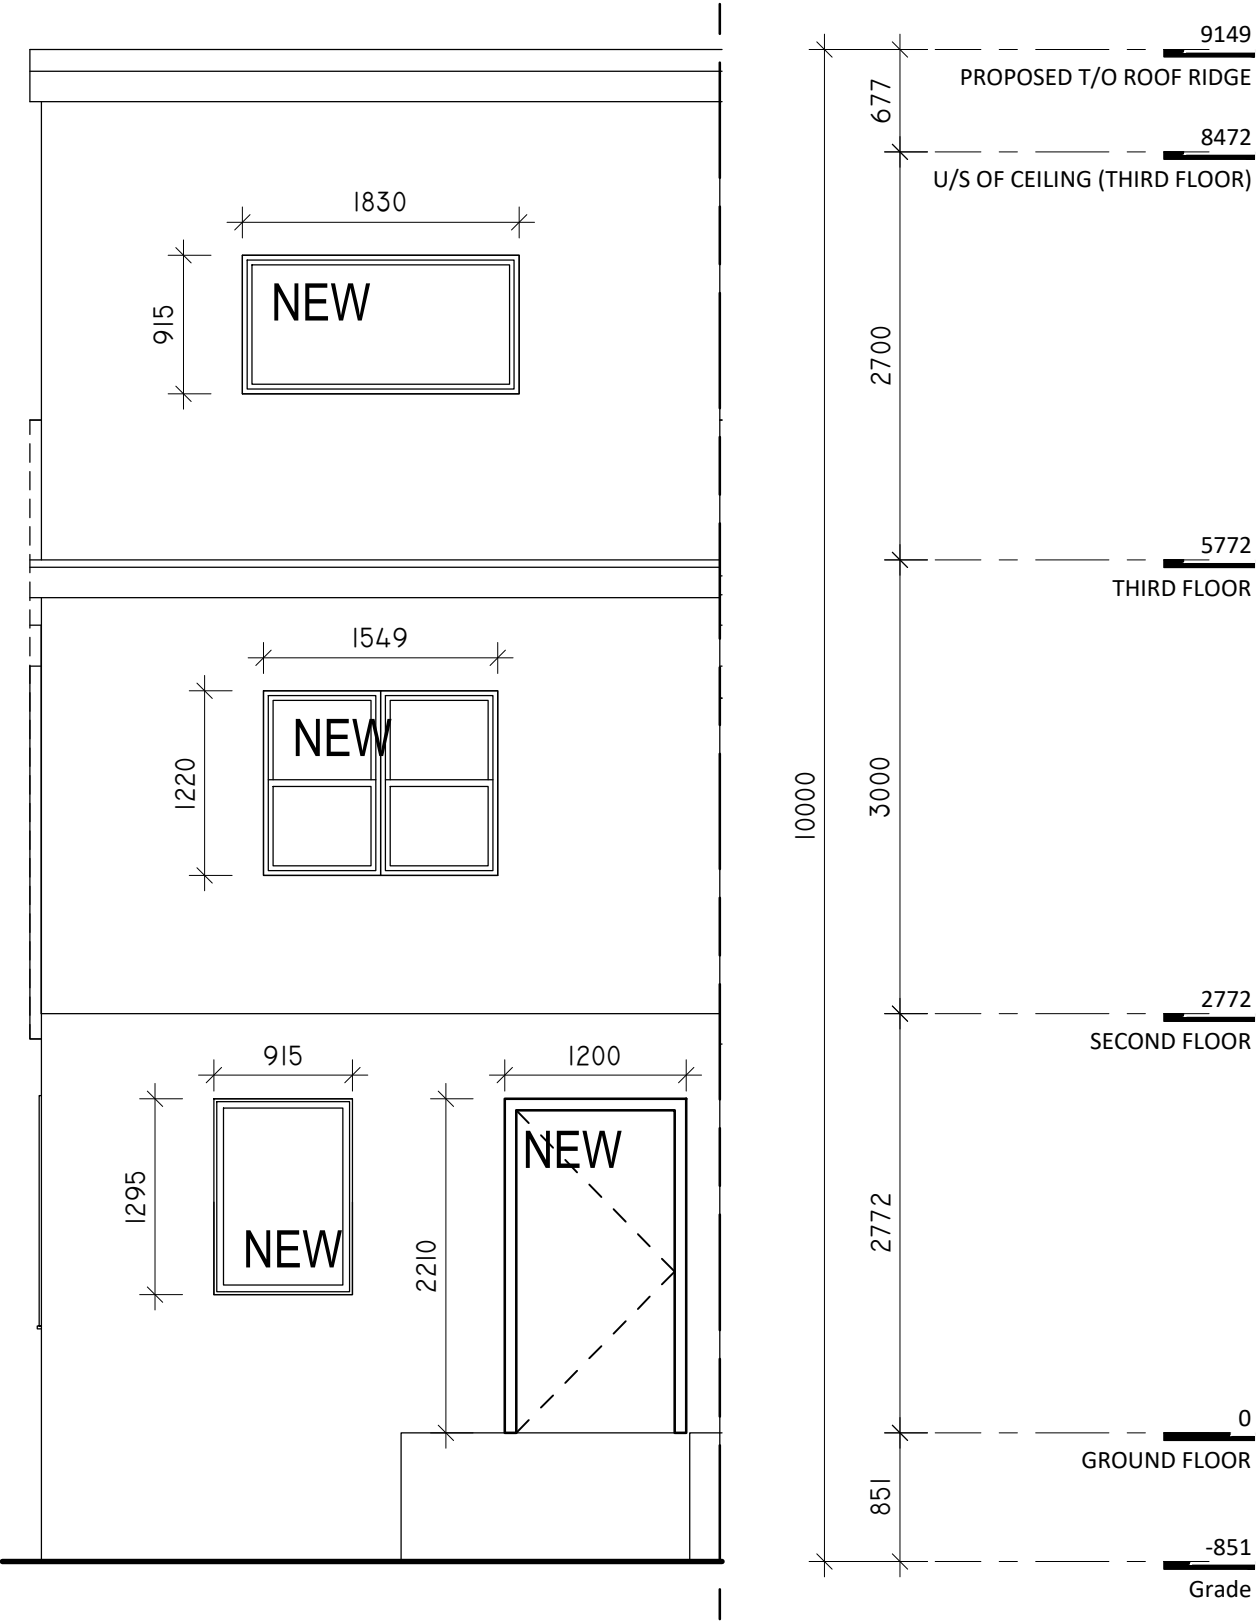 9149
PROPOSED T/O ROOF RIDGE
677
8472
U/S OF CEILING (THIRD FLOOR)
1830
NEW
915
2700
5772
THIRD FLOOR
1549
NEW
1220
10000
3000
2772
SECOND FLOOR
915
1200
NEW
1295
NEW
2210
2772
0
GROUND FLOOR
851
-851
Grade